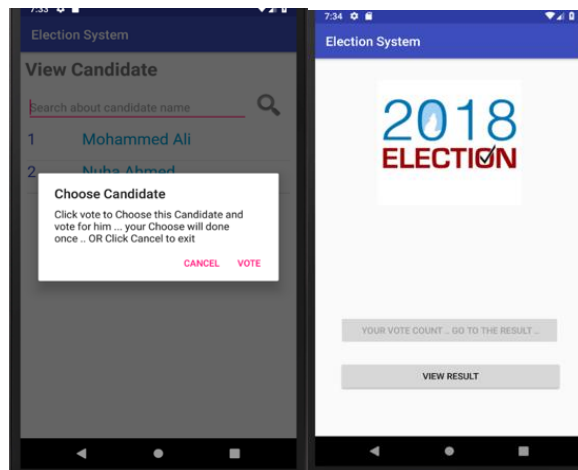 7:33
Election System
View Candidate
Search about candidate name
1 Mohammed Ali
2 Nuha Ahmed
Choose Candidate
Click vote to Choose this Candidate and
vote for him ... your Choose will done
once .. OR Click Cancel to exit
CANCEL VOTE
7:34
Election System
2018
ELECTION
YOUR VOTE COUNT .. GO TO THE RESULT ..
VIEW RESULT